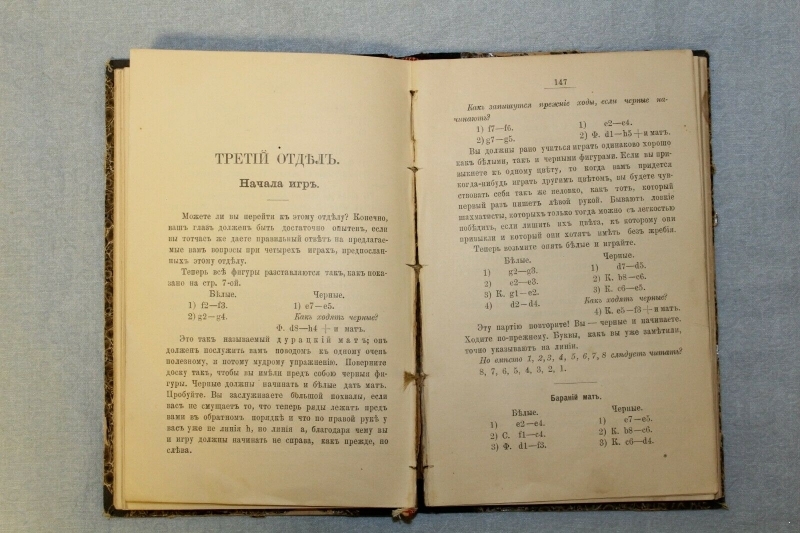 ТРЕТІЙ ОТДѢЛЪ.
Начала игръ.
Можете ли вы перейти къ этому отдѣлу? Конечно,
вашъ глазъ долженъ быть достаточно опытенъ, если
вы тотчасъ же даете правильный отвѣтъ на предлагае-
мые вамъ вопросы при четырехъ играхъ, предпослан-
ныхъ этому отдѣлу.
Теперь всѣ фигуры разставляются такъ, какъ пока-
зано на стр. 7-ой.
Бѣлые. Черные.
1) f2—f3. 1) e7—e5.
2) g2—g4. Какъ ходятъ черные?
Ф. d8—h4 + и матъ.
Это такъ называемый дурацкій матъ; онъ
долженъ послужить вамъ поводомъ къ одному очень
полезному, и потому мудрому упражненію. Поверните
доску такъ, чтобы вы имѣли предъ собою черныя фи-
гуры. Черные должны начинать и бѣлые дать матъ.
Пробуйте. Вы заслуживаете большой похвалы, если
васъ не смущаетъ то, что теперь ряды лежатъ предъ
вами въ обратномъ порядкѣ и что по правой рукѣ у
васъ уже не линія h, но линія a, благодаря чему вы
и игру должны начинать не справа, какъ прежде, но
слѣва.
147
Какъ запишутся прежніе ходы, если черные на-
чинаютъ?
1) f7—f6. 1) e2—e4.
2) g7—g5. 2) Ф. d1—h5 + и матъ.
Вы должны рано учиться играть одинаково хорошо
какъ бѣлыми, такъ и черными фигурами. Если вы при-
выкнете къ одному цвѣту, то когда вамъ придется
когда-нибудь играть другимъ цвѣтомъ, вы будете чув-
ствовать себя такъ же неловко, какъ тотъ, который
первый разъ пишетъ лѣвой рукой. Бываютъ ловкіе
шахматисты, которыхъ только тогда можно съ легкостью
побѣдить, если лишить ихъ цвѣта, къ которому они
привыкли и который они хотятъ имѣть безъ жребія.
Теперь возьмите опять бѣлые и играйте.
Бѣлые. Черные.
1) g2—g3. 1) d7—d5.
2) e2—e3. 2) К. b8—c6.
3) К. g1—e2. 3) К. c6—e5.
4) d2—d4. Какъ ходятъ черные?
4) К. e5—f3 + и матъ.
Эту партію повторите! Вы — черные и начинаете.
Ходите по-прежнему. Буквы, какъ вы уже замѣтили,
точно указываютъ на линіи.
Но вмѣсто 1, 2, 3, 4, 5, 6, 7, 8 слѣдуетъ читать?
8, 7, 6, 5, 4, 3, 2, 1.
Бараній матъ.
Бѣлые. Черные.
1) e2—e4. 1) e7—e5.
2) С. f1—c4. 2) К. b8—c6.
3) Ф. d1—f3. 3) К. c6—d4.